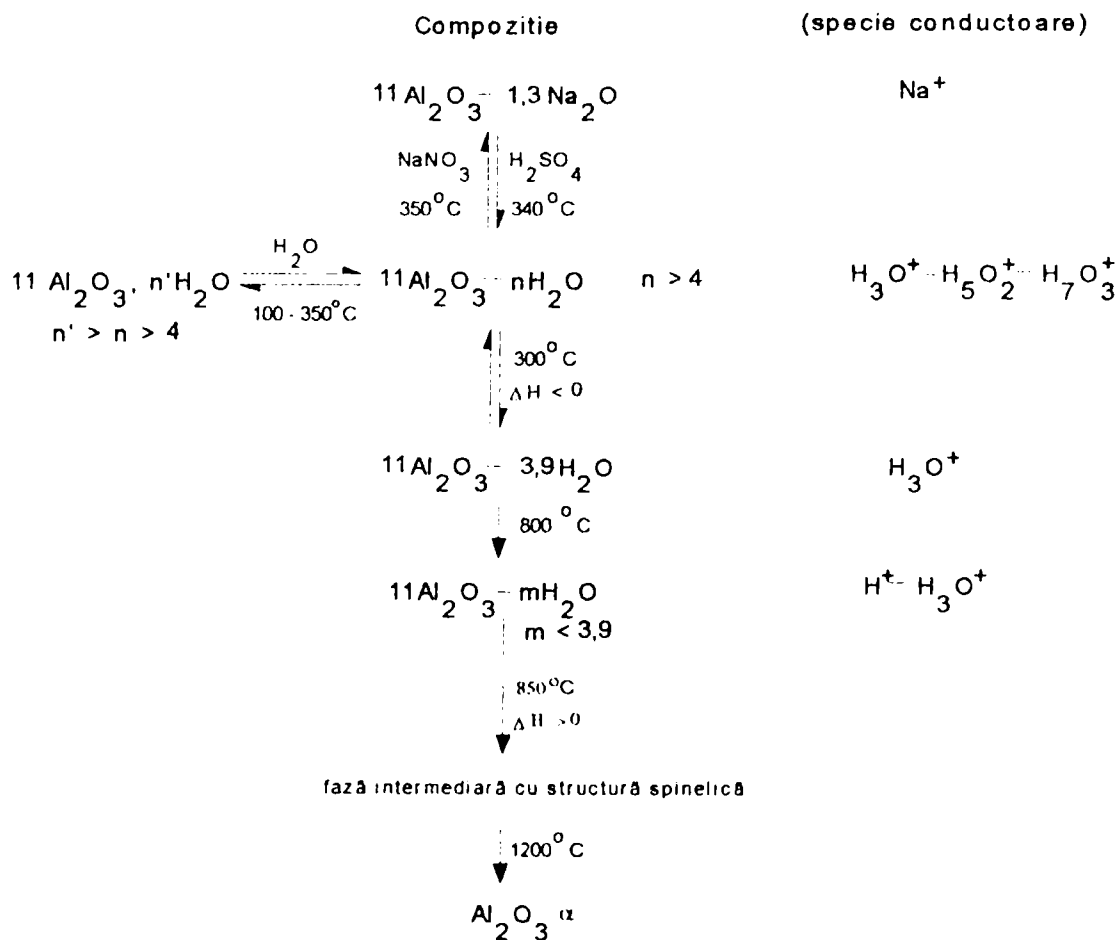 Compozitie (specie conductoare)
11 Al2O3 - 1,3 Na2O Na+
NaNO3 H2SO4
350°C 340°C
H2O
11 Al2O3, n'H2O 11 Al2O3 - nH2O n > 4 H3O+ - H5O2+ - H7O3+
100 - 350°C
n' > n > 4
300°C
ΔH < 0
11 Al2O3 - 3,9H2O H3O+
800 °C
11 Al2O3 - mH2O H+ - H3O+
m < 3,9
850°C
ΔH > 0
fază intermediară cu structură spinelică
1200°C
Al2O3 α